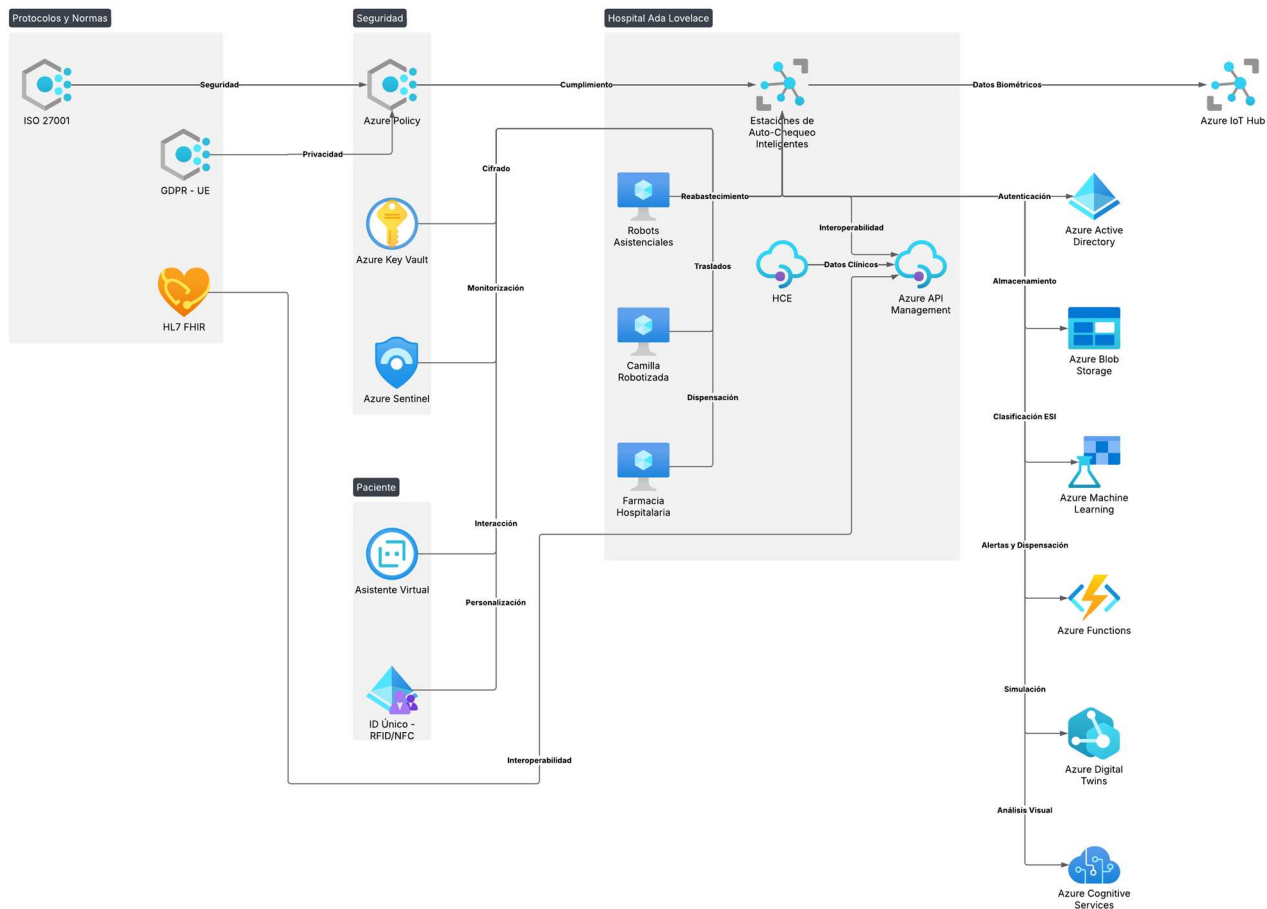 Protocolos y Normas
Seguridad
Hospital Ada Lovelace
Seguridad
Cumplimiento
Datos Biométricos
ISO 27001
Azure Policy
Estaciones de
Auto-Chequeo
Inteligentes
Azure IoT Hub
Privacidad
GDPR - UE
Cifrado
Reabastecimiento
Autenticación
Robots
Asistenciales
Interoperabilidad
Azure Active
Directory
Azure Key Vault
Traslados
Datos Clínicos
HCE
Azure API
Management
Monitorización
Almacenamiento
HL7 FHIR
Camilla
Robotizada
Azure Blob
Storage
Azure Sentinel
Dispensación
Clasificación ESI
Paciente
Farmacia
Hospitalaria
Azure Machine
Learning
Interacción
Alertas y Dispensación
Asistente Virtual
Personalización
Azure Functions
Simulación
ID Único -
RFID/NFC
Interoperabilidad
Azure Digital
Twins
Análisis Visual
Azure Cognitive
Services